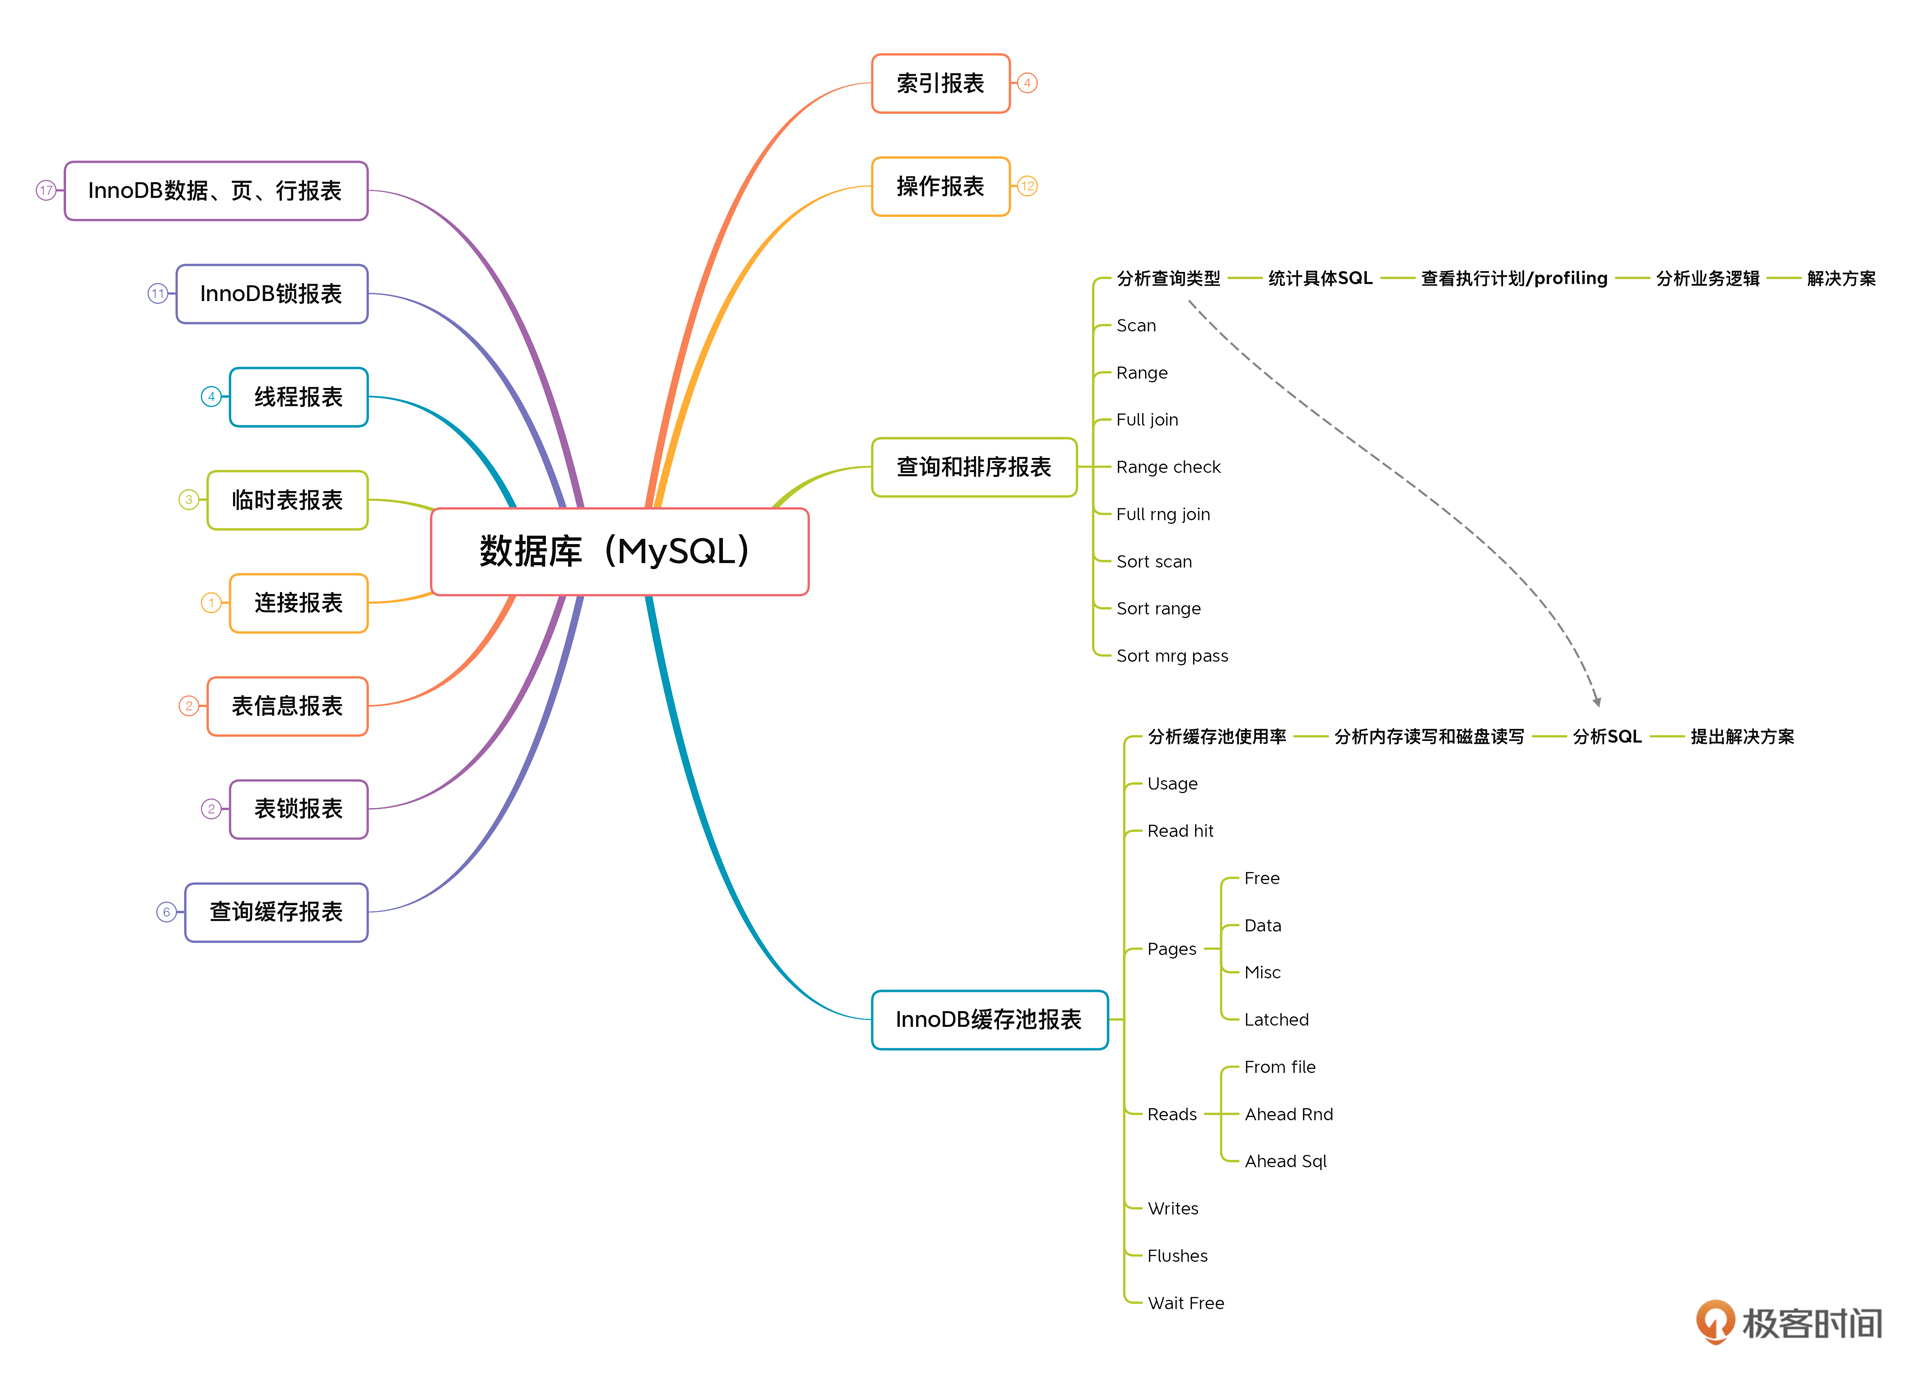 数据库（MySQL）
索引报表
4
操作报表
12
查询和排序报表
分析查询类型
统计具体SQL
查看执行计划/profiling
分析业务逻辑
解决方案
Scan
Range
Full join
Range check
Full rng join
Sort scan
Sort range
Sort mrg pass
InnoDB缓存池报表
分析缓存池使用率
分析内存读写和磁盘读写
分析SQL
提出解决方案
Usage
Read hit
Pages
Free
Data
Misc
Latched
Reads
From file
Ahead Rnd
Ahead Sql
Writes
Flushes
Wait Free
InnoDB数据、页、行报表
17
InnoDB锁报表
11
线程报表
4
临时表报表
3
连接报表
1
表信息报表
2
表锁报表
2
查询缓存报表
6
极客时间